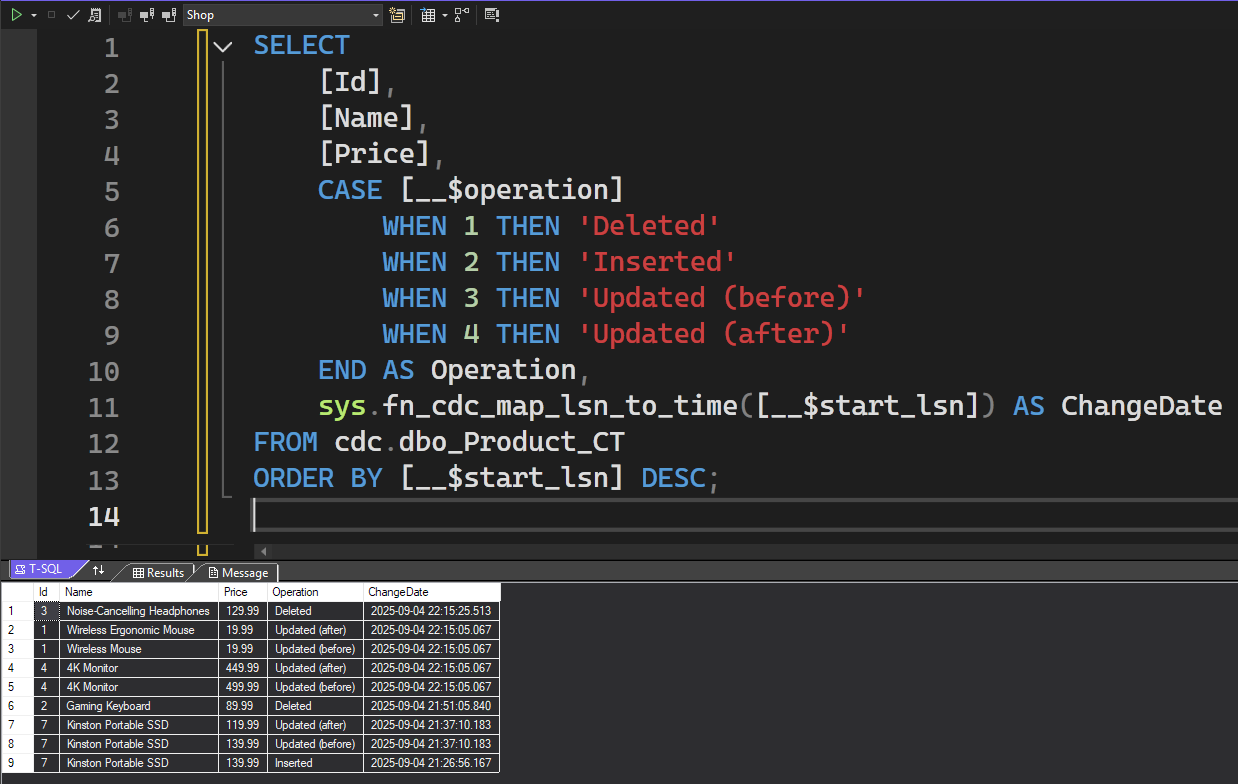 Shop
1 SELECT
2 [Id],
3 [Name],
4 [Price],
5 CASE [__$operation]
6 WHEN 1 THEN 'Deleted'
7 WHEN 2 THEN 'Inserted'
8 WHEN 3 THEN 'Updated (before)'
9 WHEN 4 THEN 'Updated (after)'
10 END AS Operation,
11 sys.fn_cdc_map_lsn_to_time([__$start_lsn]) AS ChangeDate
12 FROM cdc.dbo_Product_CT
13 ORDER BY [__$start_lsn] DESC;
14
T-SQL Results Message
Id Name Price Operation ChangeDate
1 3 Noise-Cancelling Headphones 129.99 Deleted 2025-09-04 22:15:25.513
2 1 Wireless Ergonomic Mouse 19.99 Updated (after) 2025-09-04 22:15:05.067
3 1 Wireless Mouse 19.99 Updated (before) 2025-09-04 22:15:05.067
4 4 4K Monitor 449.99 Updated (after) 2025-09-04 22:15:05.067
5 4 4K Monitor 499.99 Updated (before) 2025-09-04 22:15:05.067
6 2 Gaming Keyboard 89.99 Deleted 2025-09-04 21:51:05.840
7 7 Kinston Portable SSD 119.99 Updated (after) 2025-09-04 21:37:10.183
8 7 Kinston Portable SSD 139.99 Updated (before) 2025-09-04 21:37:10.183
9 7 Kinston Portable SSD 139.99 Inserted 2025-09-04 21:26:56.167